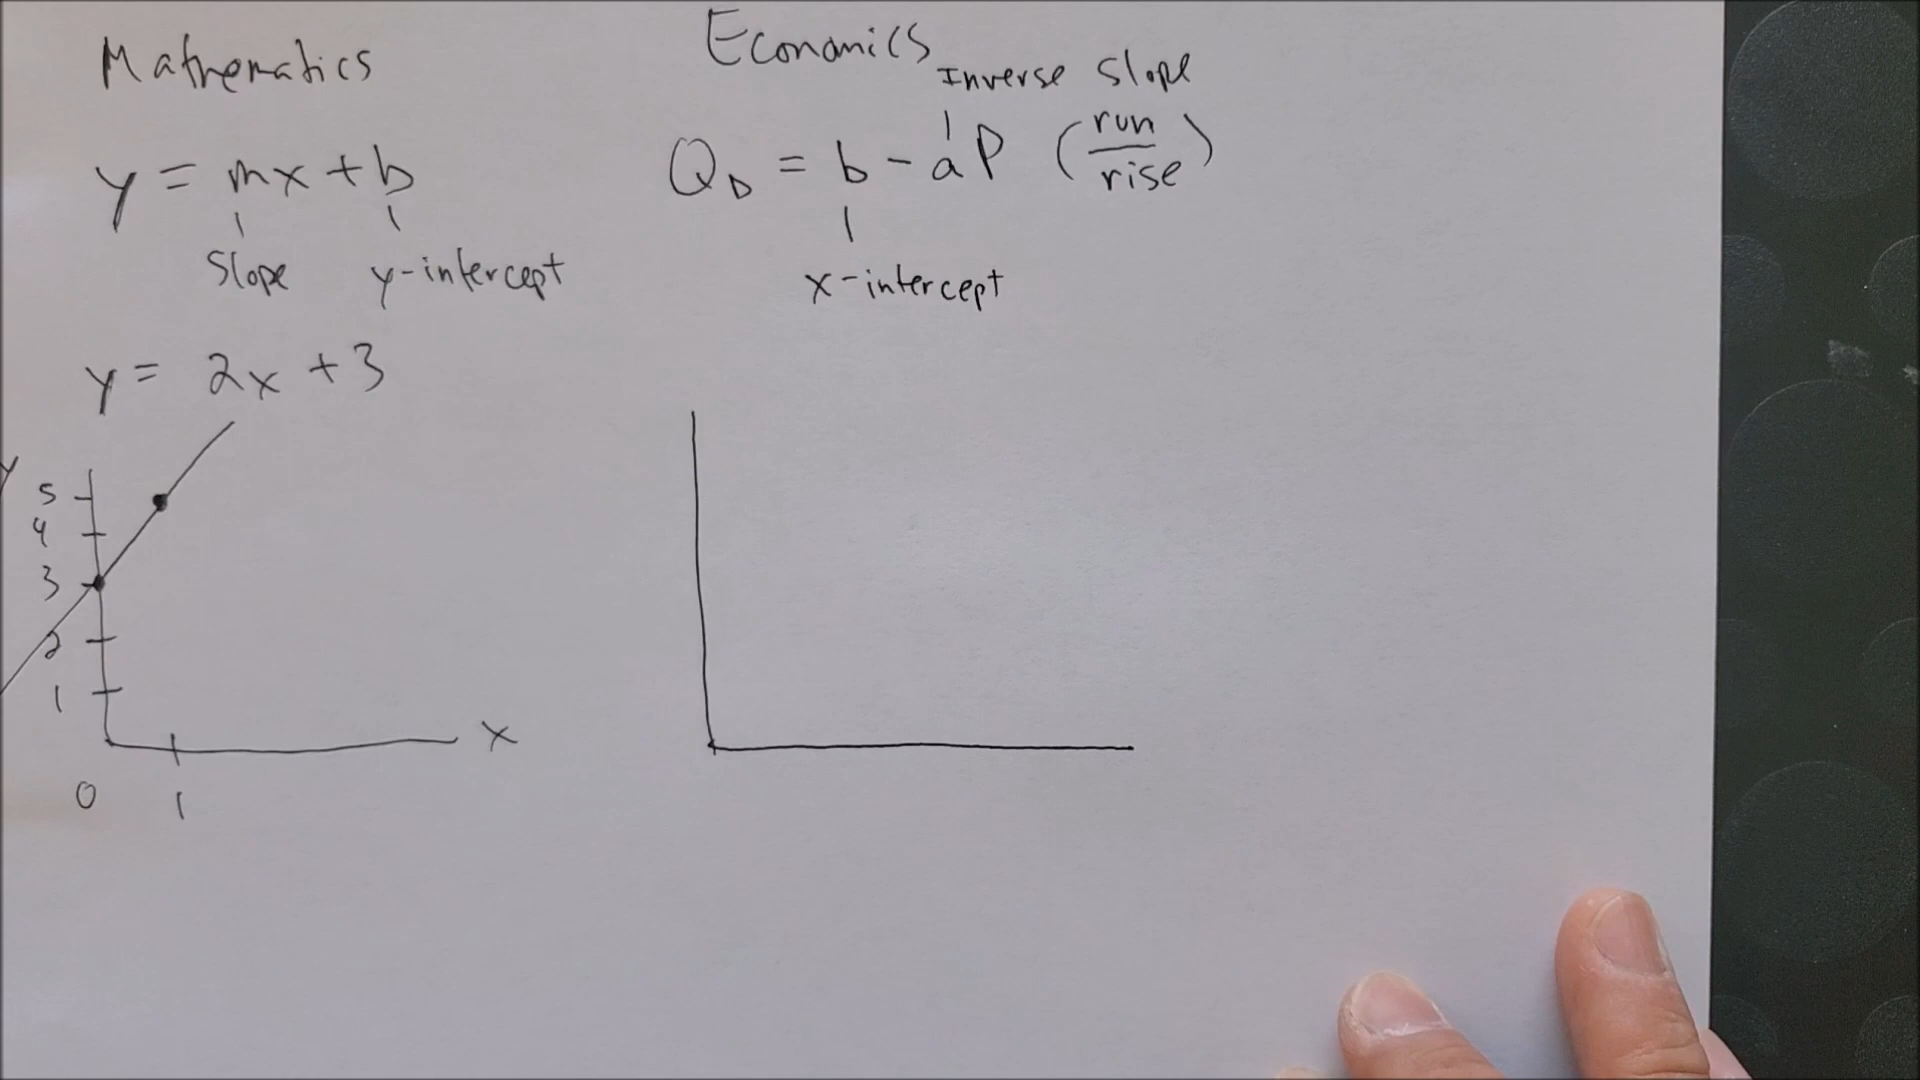 Mathematics
y = mx + b
slope y-intercept
y = 2x + 3
y
5
4
3
2
1
0 1
x
Economics
Inverse slope
Q_D = b - aP (run/rise)
x-intercept